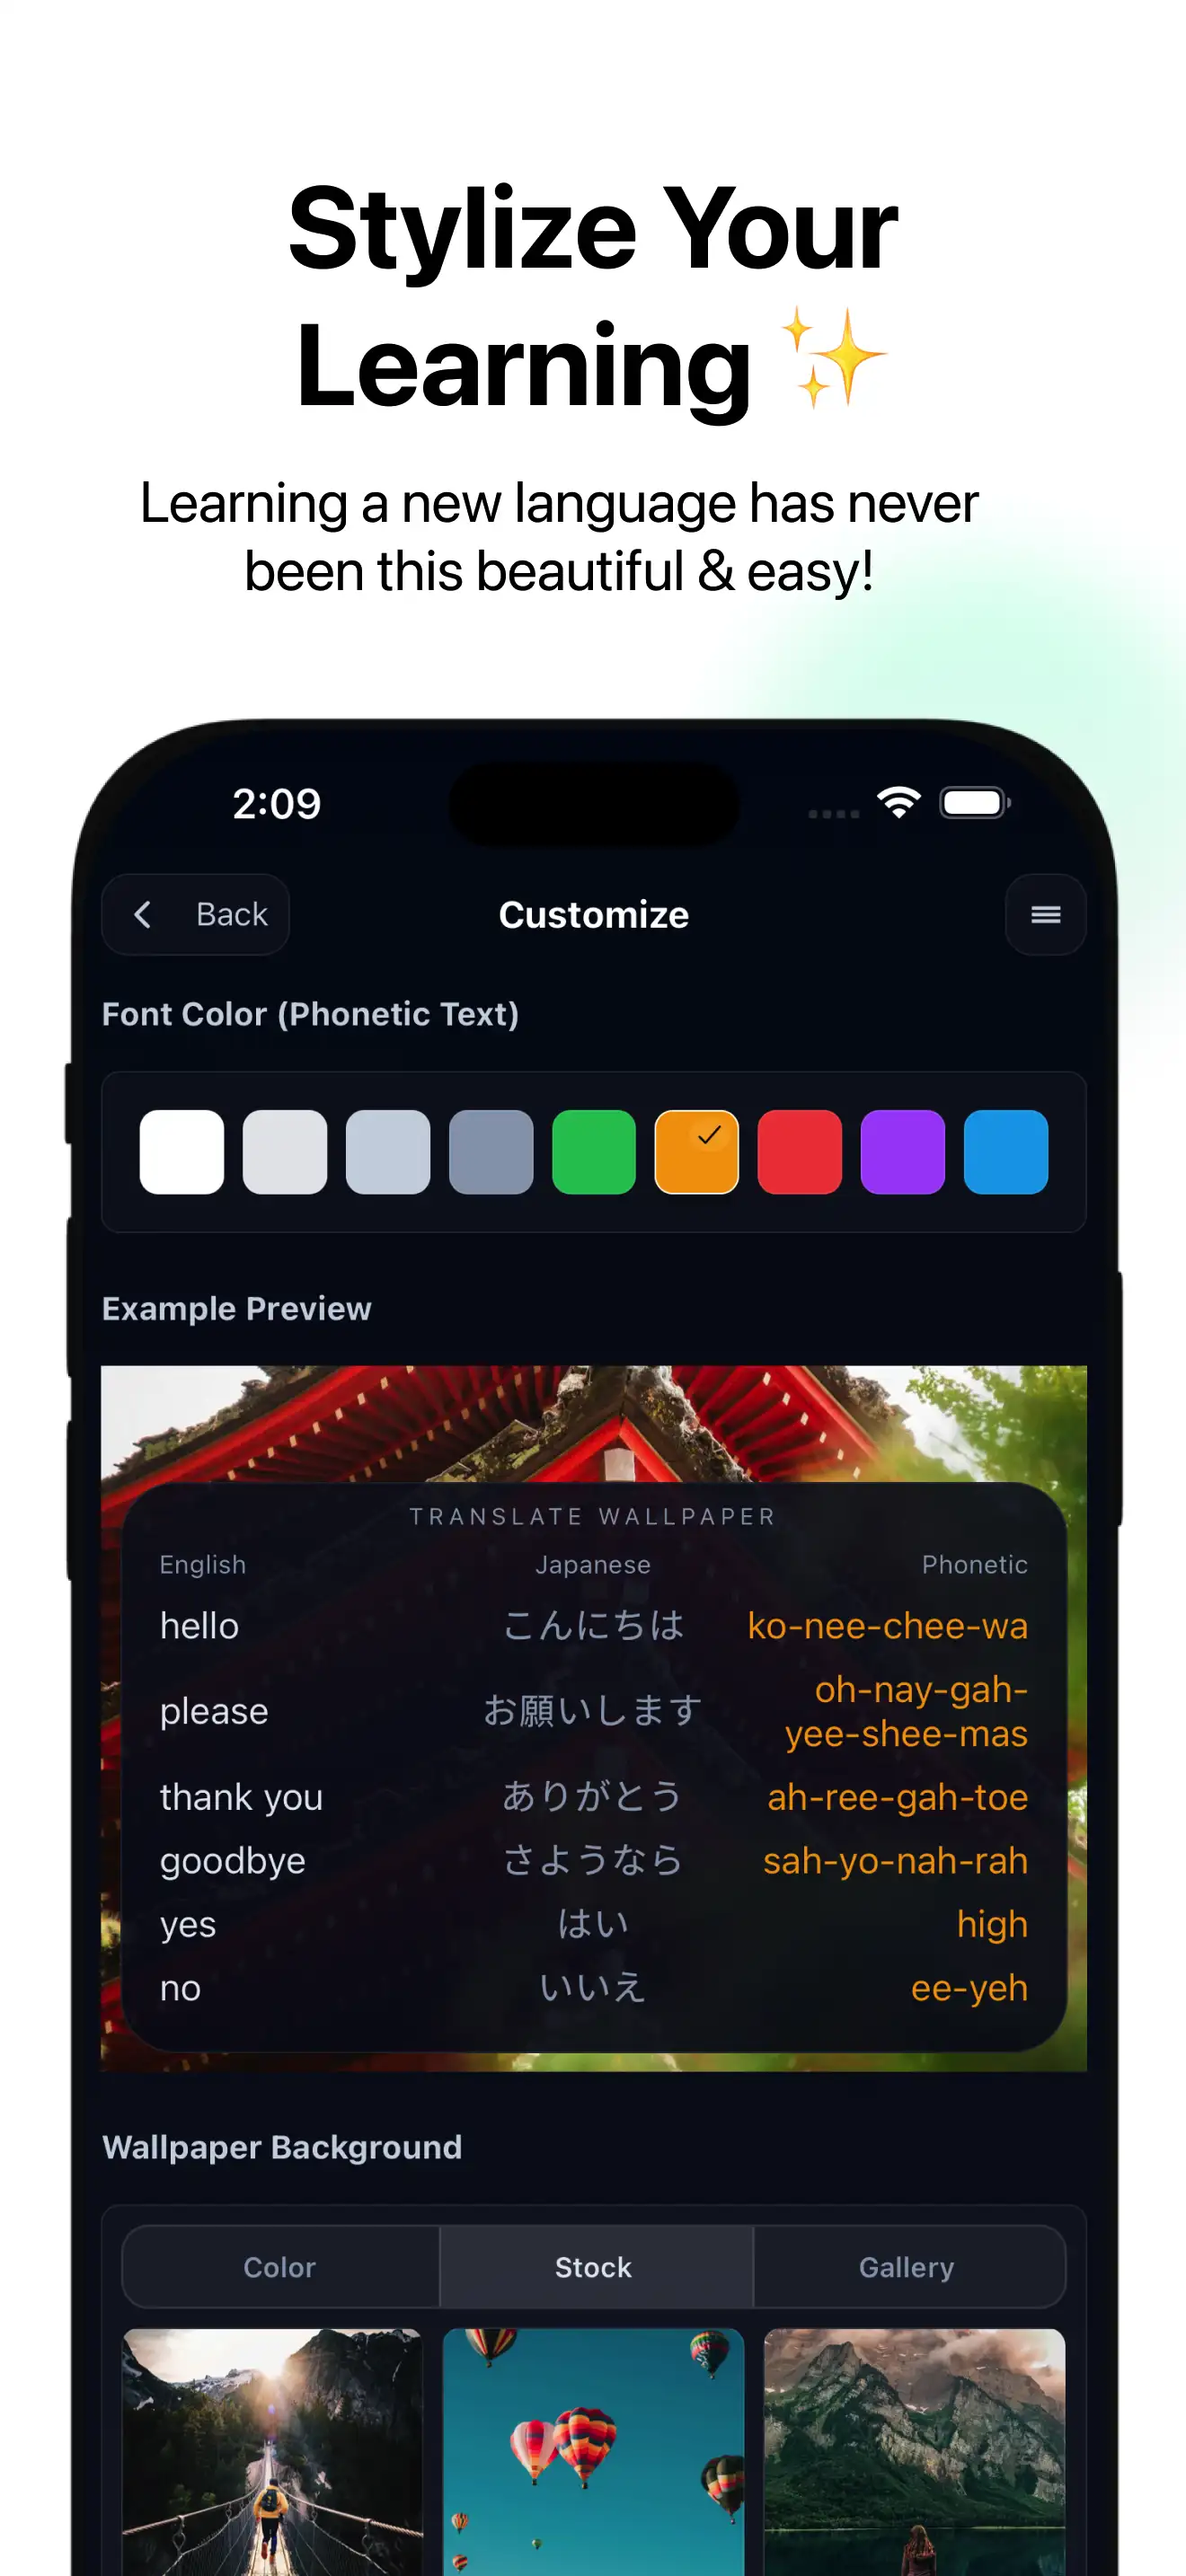 Stylize Your
Learning ✨
Learning a new language has never
been this beautiful & easy!
2:09
Back
Customize
Font Color (Phonetic Text)
Example Preview
TRANSLATE WALLPAPER
English Japanese Phonetic
hello こんにちは ko-nee-chee-wa
please お願いします oh-nay-gah-
yee-shee-mas
thank you ありがとう ah-ree-gah-toe
goodbye さようなら sah-yo-nah-rah
yes はい high
no いいえ ee-yeh
Wallpaper Background
Color Stock Gallery